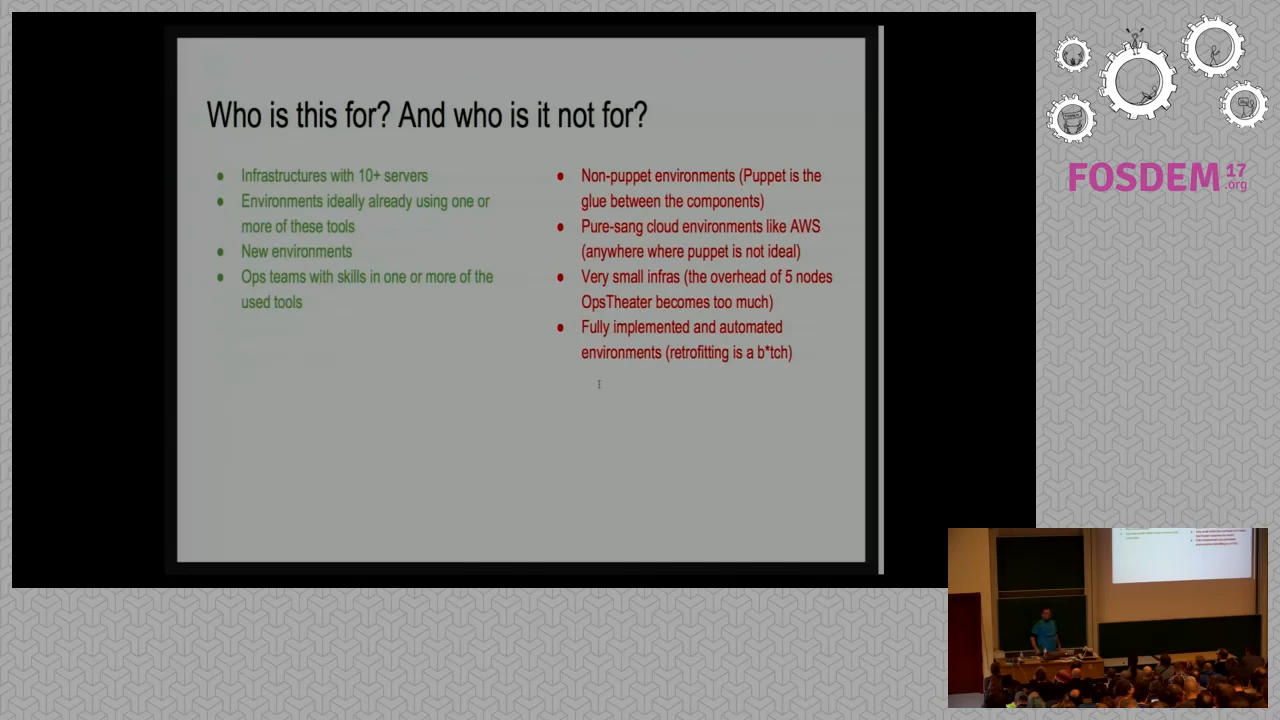 Who is this for? And who is it not for?
● Infrastructures with 10+ servers
● Environments ideally already using one or
more of these tools
● New environments
● Ops teams with skills in one or more of the
used tools
● Non-puppet environments (Puppet is the
glue between the components)
● Pure-sang cloud environments like AWS
(anywhere where puppet is not ideal)
● Very small infras (the overhead of 5 nodes
OpsTheater becomes too much)
● Fully implemented and automated
environments (retrofitting is a b*tch)
FOSDEM 17
.org